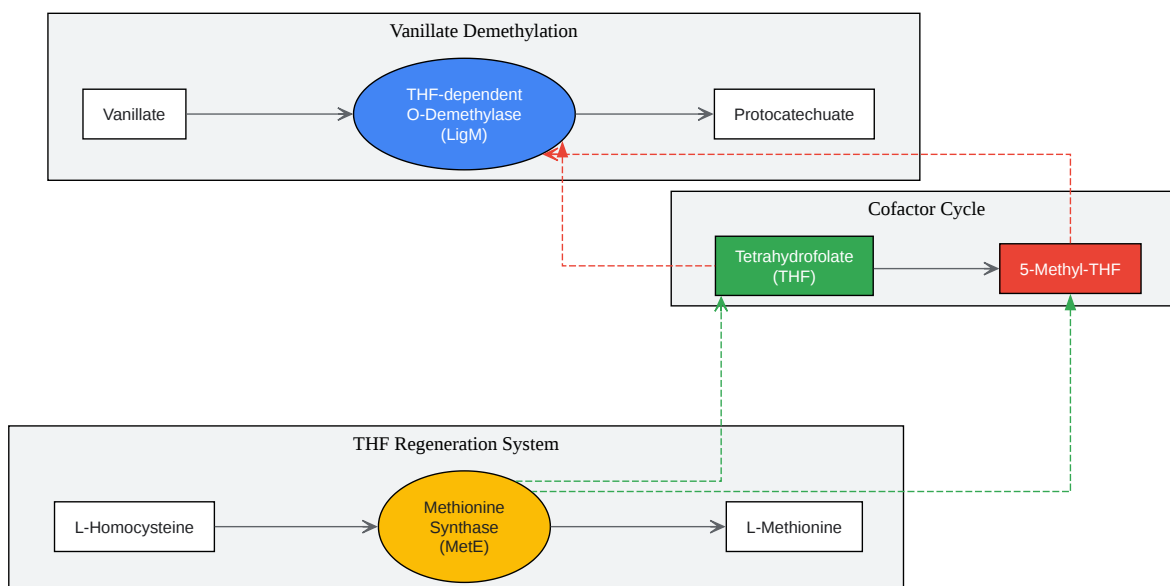 Vanillate Demethylation
Vanillate
THF-dependent
O-Demethylase
(LigM)
Protocatechuate
Cofactor Cycle
Tetrahydrofolate
(THF)
5-Methyl-THF
THF Regeneration System
L-Homocysteine
Methionine
Synthase
(MetE)
L-Methionine